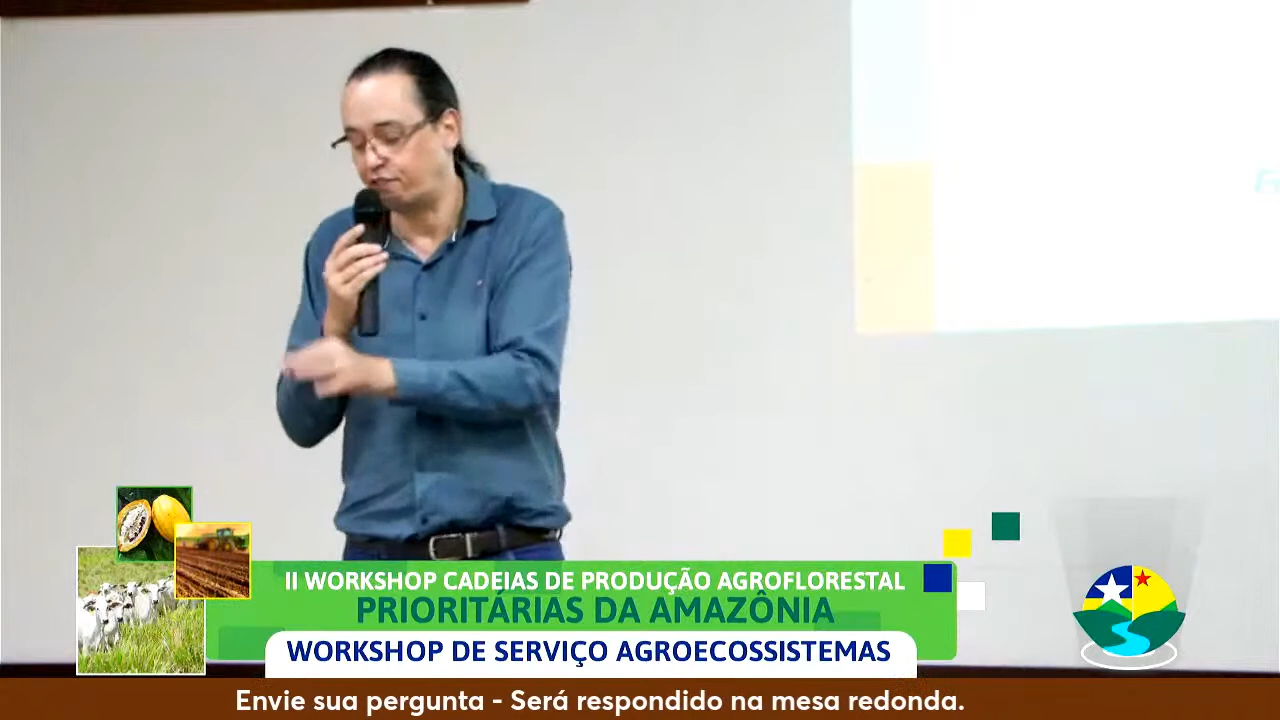 II WORKSHOP CADEIAS DE PRODUÇÃO AGROFLORESTAL
PRIORITÁRIAS DA AMAZÔNIA
WORKSHOP DE SERVIÇO AGROECOSSISTEMAS
Envie sua pergunta - Será respondido na mesa redonda.